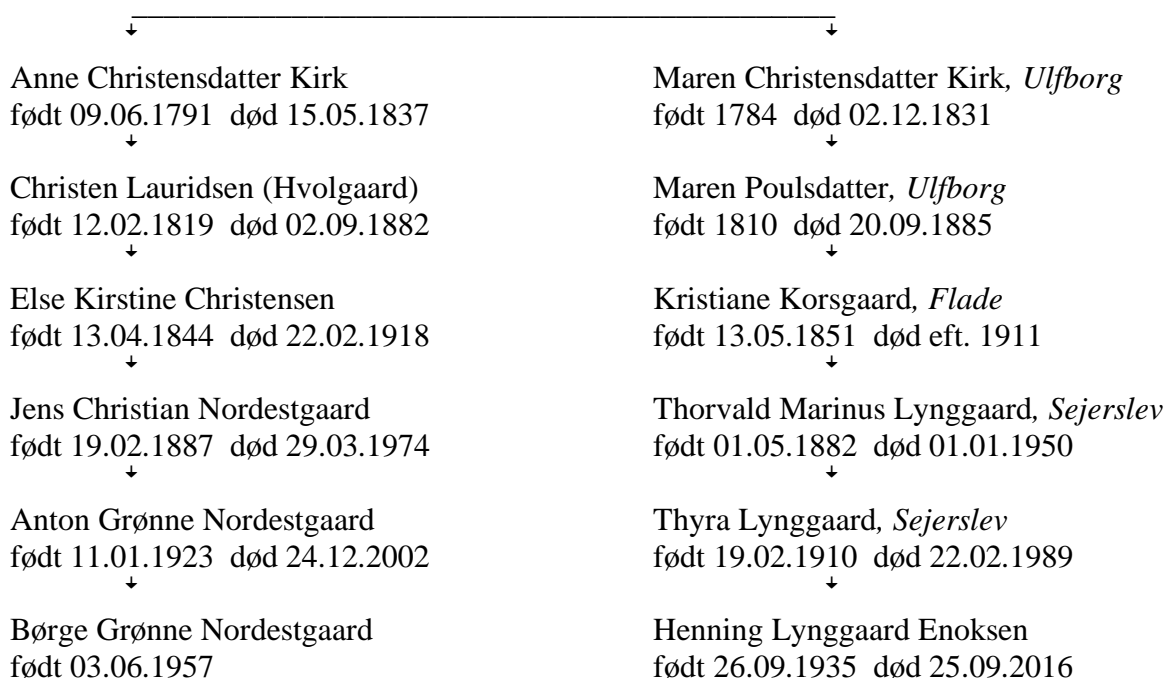 Anne Christensdatter Kirk
født 09.06.1791 død 15.05.1837
Christen Lauridsen (Hvolgaard)
født 12.02.1819 død 02.09.1882
Else Kirstine Christensen
født 13.04.1844 død 22.02.1918
Jens Christian Nordestgaard
født 19.02.1887 død 29.03.1974
Anton Grønne Nordestgaard
født 11.01.1923 død 24.12.2002
Børge Grønne Nordestgaard
født 03.06.1957
Maren Christensdatter Kirk, Ulfborg
født 1784 død 02.12.1831
Maren Poulsdatter, Ulfborg
født 1810 død 20.09.1885
Kristiane Korsgaard, Flade
født 13.05.1851 død eft. 1911
Thorvald Marinus Lynggaard, Sejerslev
født 01.05.1882 død 01.01.1950
Thyra Lynggaard, Sejerslev
født 19.02.1910 død 22.02.1989
Henning Lynggaard Enoksen
født 26.09.1935 død 25.09.2016